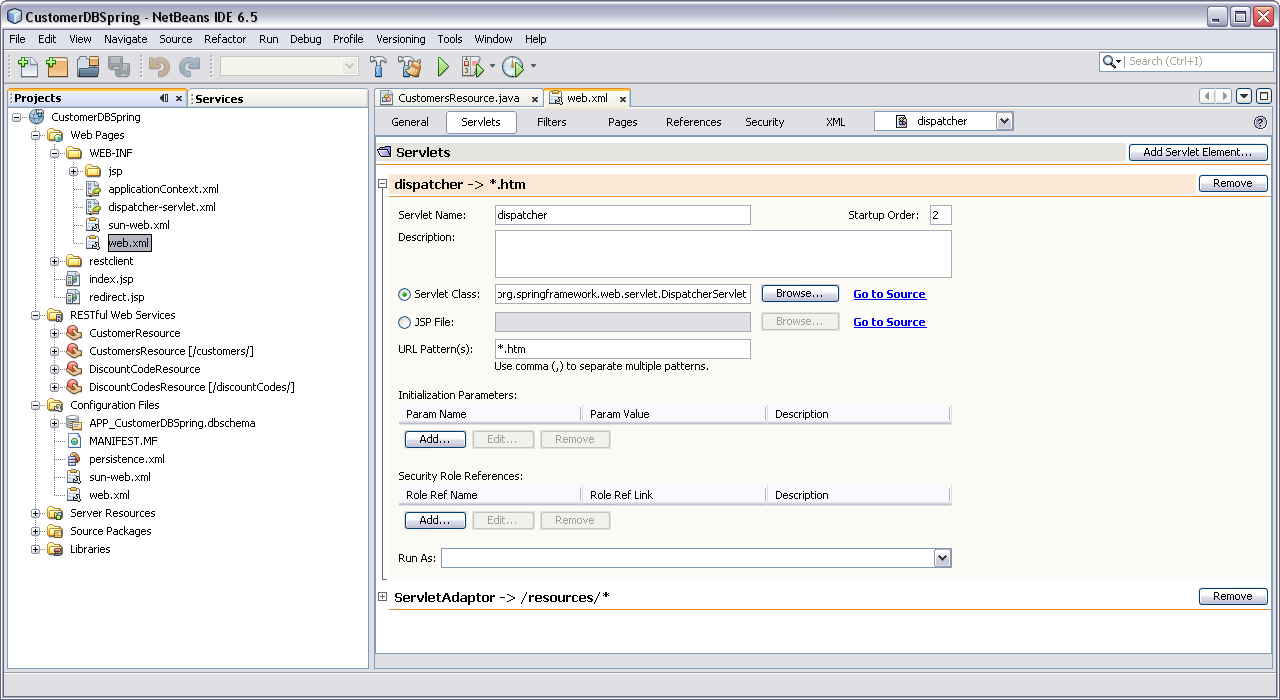 CustomerDBSpring - NetBeans IDE 6.5
File Edit View Navigate Source Refactor Run Debug Profile Versioning Tools Window Help
Search (Ctrl+I)
Projects
Services
CustomerDBSpring
Web Pages
WEB-INF
jsp
applicationContext.xml
dispatcher-servlet.xml
sun-web.xml
web.xml
restclient
index.jsp
redirect.jsp
RESTful Web Services
CustomerResource
CustomersResource [/customers/]
DiscountCodeResource
DiscountCodesResource [/discountCodes/]
Configuration Files
APP_CustomerDBSpring.dbschema
MANIFEST.MF
persistence.xml
sun-web.xml
web.xml
Server Resources
Source Packages
Libraries
CustomersResource.java
web.xml
General Servlets Filters Pages References Security XML dispatcher
Servlets
Add Servlet Element...
dispatcher -> *.htm
Remove
Servlet Name: dispatcher
Startup Order: 2
Description:
Servlet Class: org.springframework.web.servlet.DispatcherServlet Browse... Go to Source
JSP File: Browse... Go to Source
URL Pattern(s): *.htm
Use comma (,) to separate multiple patterns.
Initialization Parameters:
Param Name Param Value Description
Add... Edit... Remove
Security Role References:
Role Ref Name Role Ref Link Description
Add... Edit... Remove
Run As:
ServletAdaptor -> /resources/*
Remove